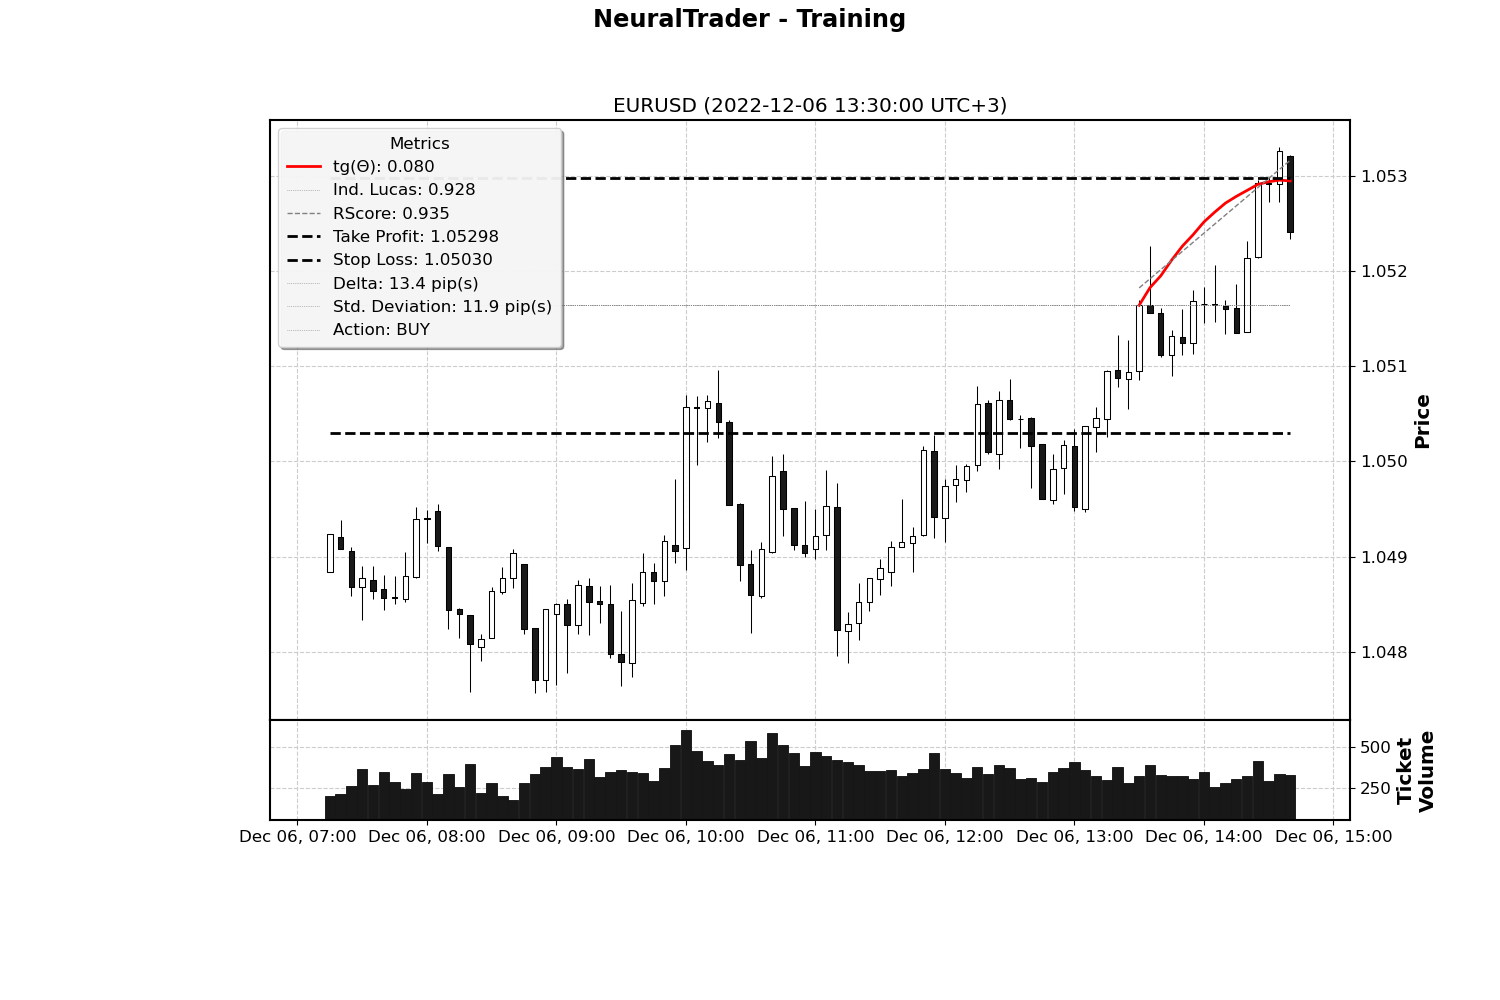 NeuralTrader - Training
EURUSD (2022-12-06 13:30:00 UTC+3)
Metrics
tg(Θ): 0.080
Ind. Lucas: 0.928
RScore: 0.935
Take Profit: 1.05298
Stop Loss: 1.05030
Delta: 13.4 pip(s)
Std. Deviation: 11.9 pip(s)
Action: BUY
1.053
1.052
1.051
1.050
1.049
1.048
Price
500
250
Ticket
Volume
Dec 06, 07:00
Dec 06, 08:00
Dec 06, 09:00
Dec 06, 10:00
Dec 06, 11:00
Dec 06, 12:00
Dec 06, 13:00
Dec 06, 14:00
Dec 06, 15:00